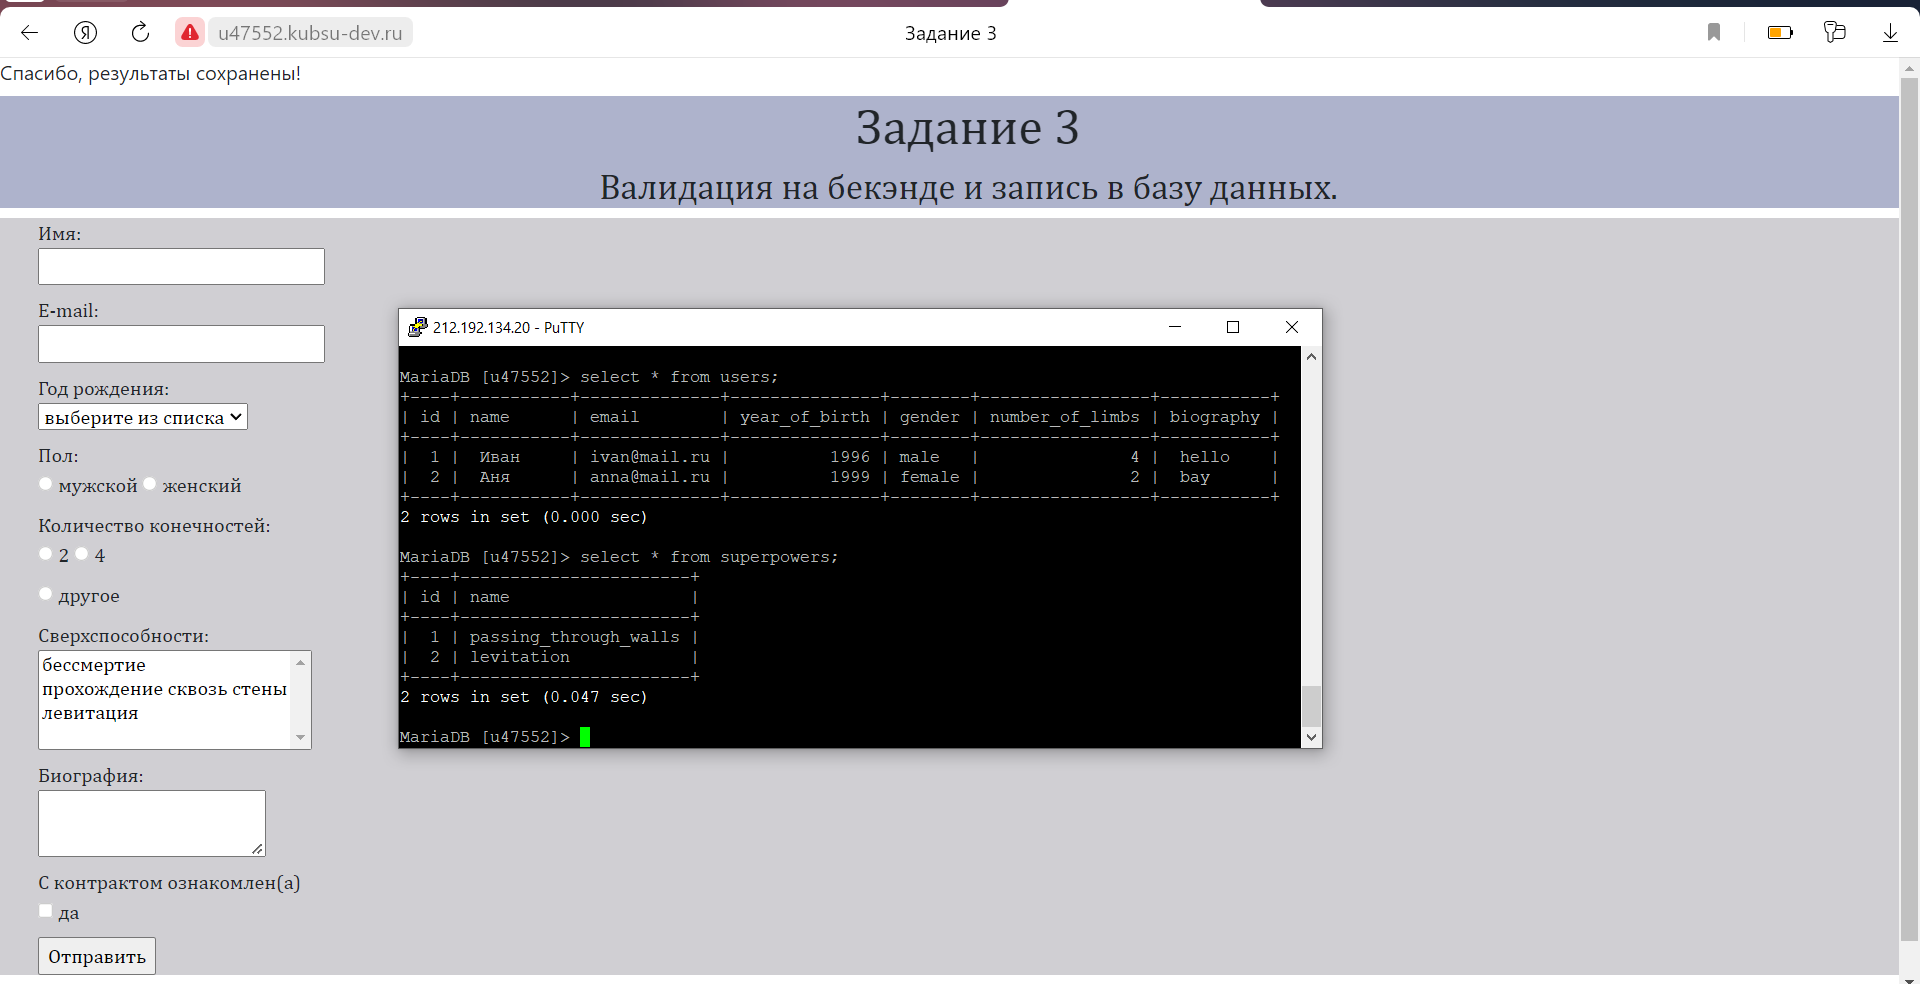 u47552.kubsu-dev.ru
Задание 3
Спасибо, результаты сохранены!
Задание 3
Валидация на бекэнде и запись в базу данных.
Имя:
E-mail:
Год рождения:
выберите из списка
Пол:
мужской женский
Количество конечностей:
2 4
другое
Сверхспособности:
бессмертие
прохождение сквозь стены
левитация
Биография:
С контрактом ознакомлен(а)
да
Отправить
212.192.134.20 - PuTTY
MariaDB [u47552]> select * from users;
+----+-----------+--------------+---------------+--------+-----------------+-----------+
| id | name      | email        | year_of_birth | gender | number_of_limbs | biography |
+----+-----------+--------------+---------------+--------+-----------------+-----------+
|  1 |  Иван     | ivan@mail.ru |          1996 | male   |               4 |  hello    |
|  2 |  Аня      | anna@mail.ru |          1999 | female |               2 |  bay      |
+----+-----------+--------------+---------------+--------+-----------------+-----------+
2 rows in set (0.000 sec)
MariaDB [u47552]> select * from superpowers;
+----+-----------------------+
| id | name                  |
+----+-----------------------+
|  1 | passing_through_walls |
|  2 | levitation            |
+----+-----------------------+
2 rows in set (0.047 sec)
MariaDB [u47552]>